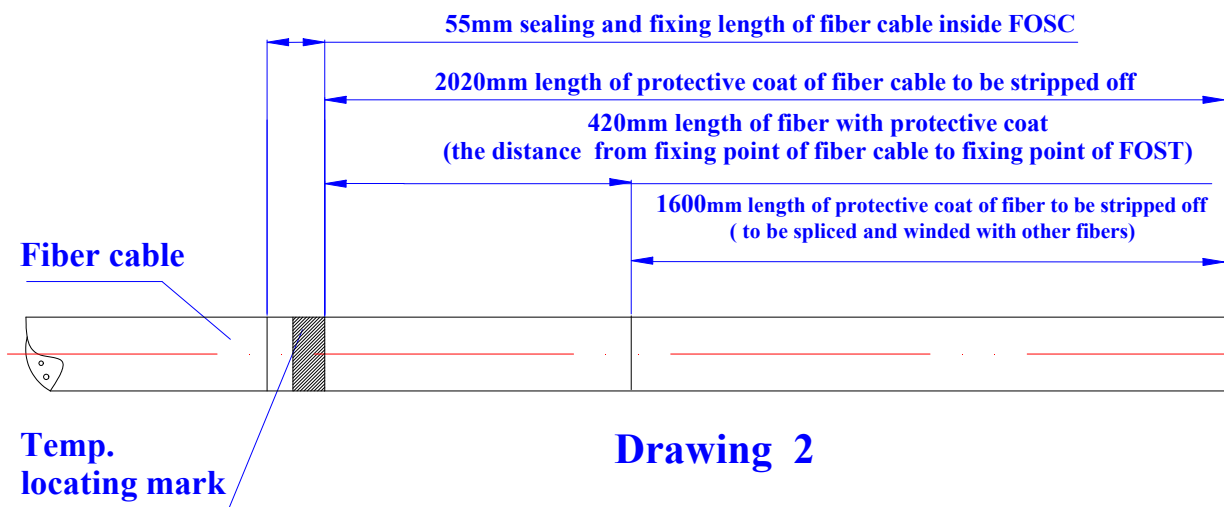 55mm sealing and fixing length of fiber cable inside FOSC
2020mm length of protective coat of fiber cable to be stripped off
420mm length of fiber with protective coat
(the distance from fixing point of fiber cable to fixing point of FOST)
1600mm length of protective coat of fiber to be stripped off
( to be spliced and winded with other fibers)
Fiber cable
Temp.
locating mark
Drawing 2